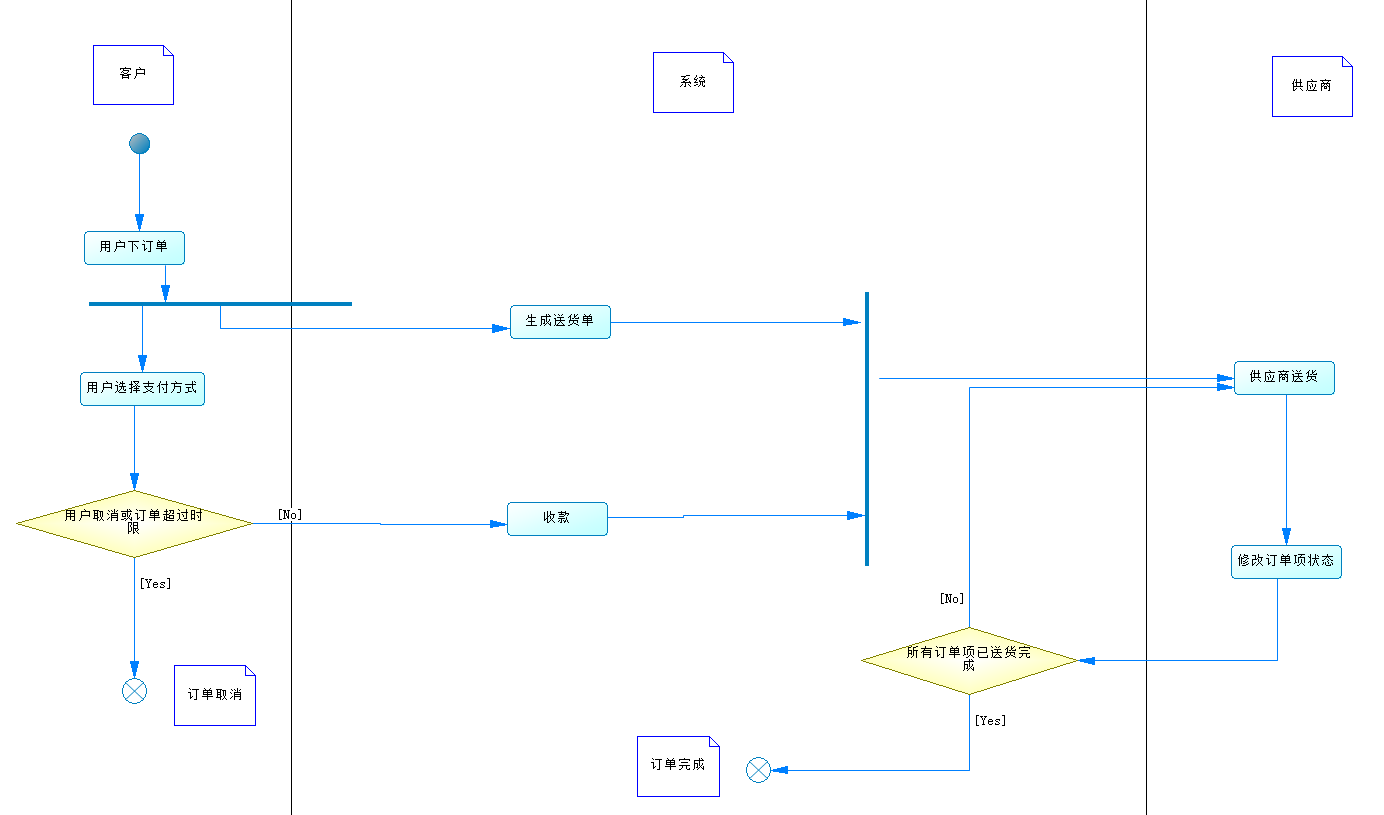 客户
系统
供应商
用户下订单
生成送货单
用户选择支付方式
供应商送货
用户取消或订单超过时
限
[No]
收款
[Yes]
修改订单项状态
[No]
所有订单项已送货完
成
订单取消
[Yes]
订单完成